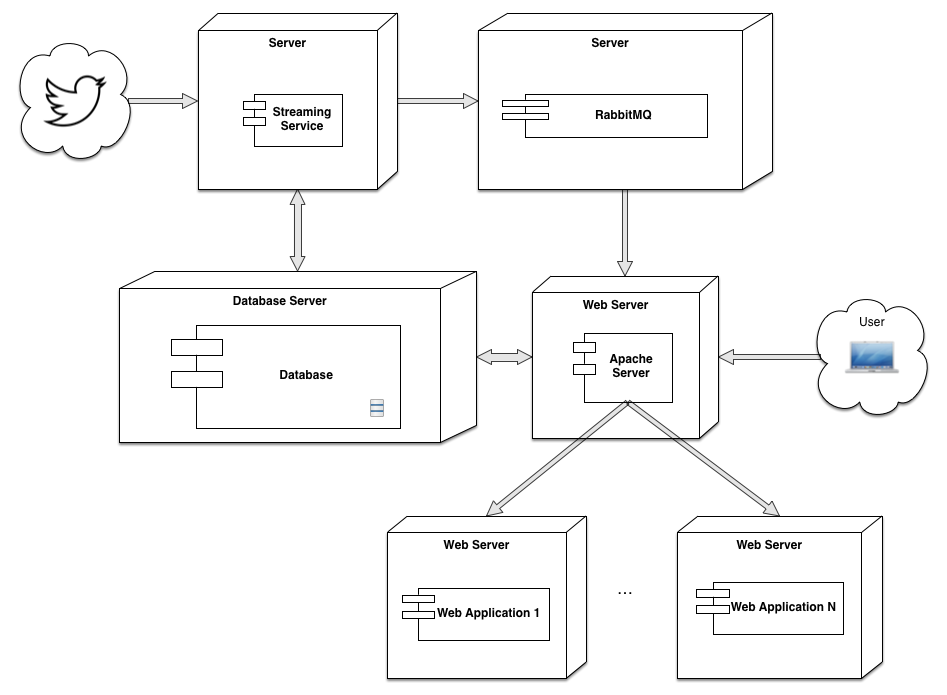 Server
Streaming
Service
Server
RabbitMQ
Database Server
Database
Web Server
Apache
Server
User
Web Server
Web Application 1
...
Web Server
Web Application N